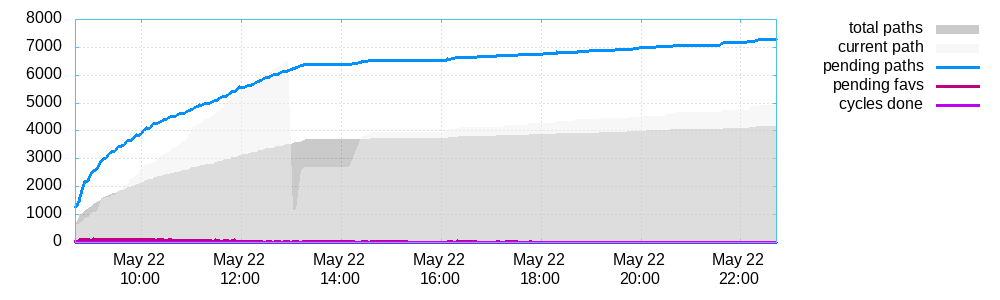 8000
7000
6000
5000
4000
3000
2000
1000
0
May 22
10:00
May 22
12:00
May 22
14:00
May 22
16:00
May 22
18:00
May 22
20:00
May 22
22:00
total paths
current path
pending paths
pending favs
cycles done